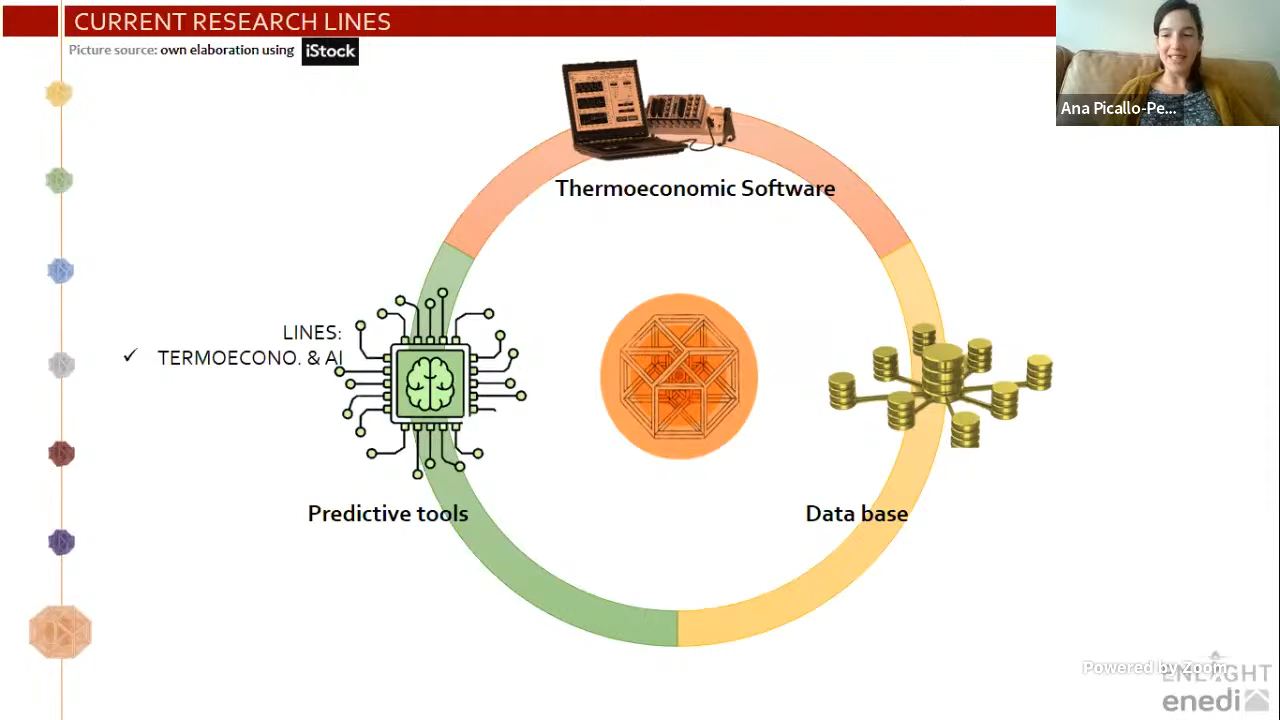 CURRENT RESEARCH LINES
Picture source: own elaboration using iStock
Ana Picallo-Pe...
Thermoeconomic Software
LINES:
✓ TERMOECONO. & AI
Predictive tools
Data base
Powered by Zoom
enedi